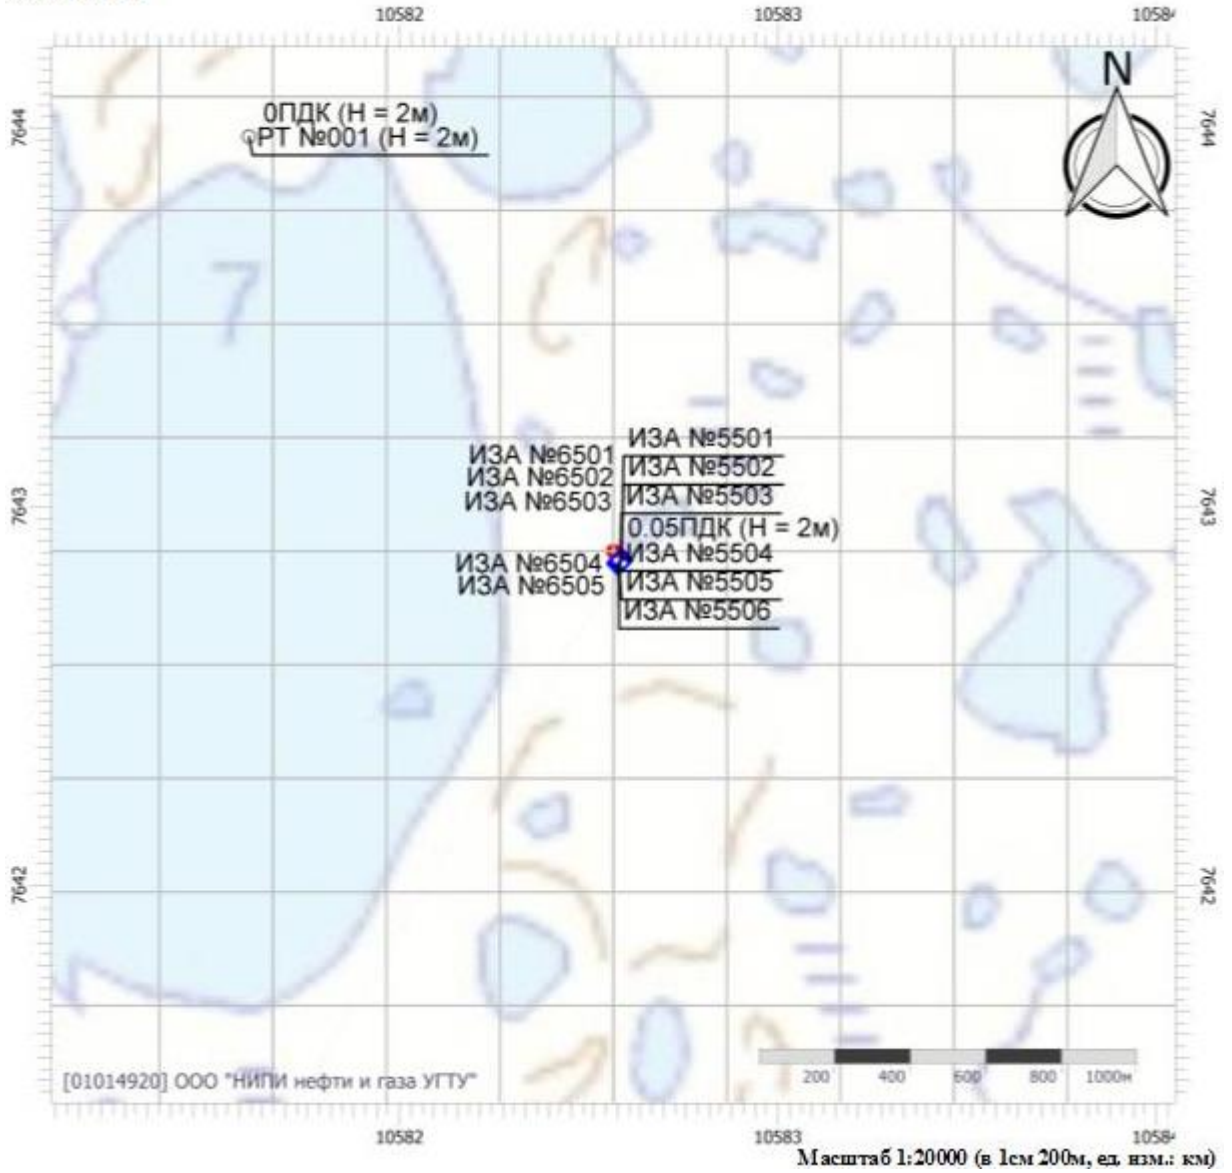 10582 10583 1058
7644 7644
0ПДК (Н = 2м)
РТ №001 (Н = 2м)
N
7
ИЗА №5501
ИЗА №6501
ИЗА №5502
ИЗА №6502
ИЗА №5503
ИЗА №6503
7643 7643
0.05ПДК (Н = 2м)
ИЗА №5504
ИЗА №6504
ИЗА №5505
ИЗА №6505
ИЗА №5506
7642 7642
200 400 600 800 1000м
[01014920] ООО "НИПИ нефти и газа УГТУ"
10582 10583 1058
Масштаб 1:20000 (в 1см 200м, ед. изм.: км)